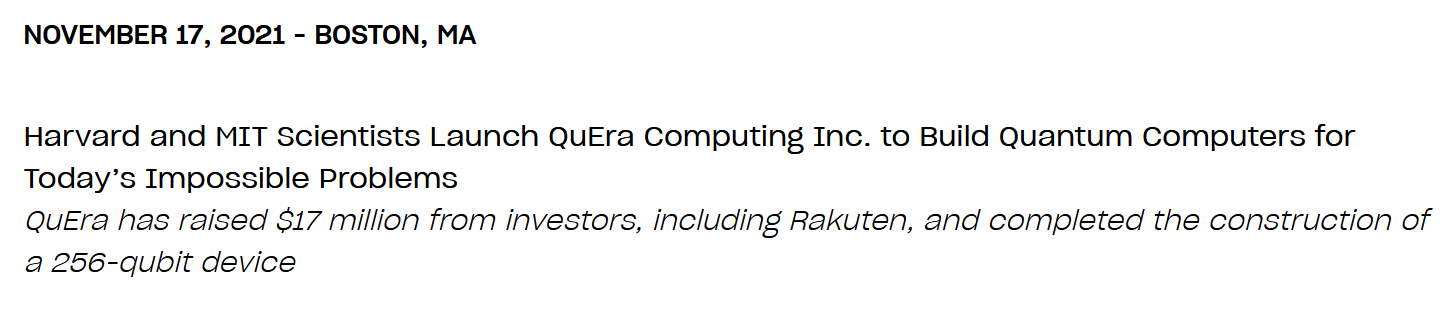 NOVEMBER 17, 2021 - BOSTON, MA
Harvard and MIT Scientists Launch QuEra Computing Inc. to Build Quantum Computers for
Today’s Impossible Problems
QuEra has raised $17 million from investors, including Rakuten, and completed the construction of
a 256-qubit device